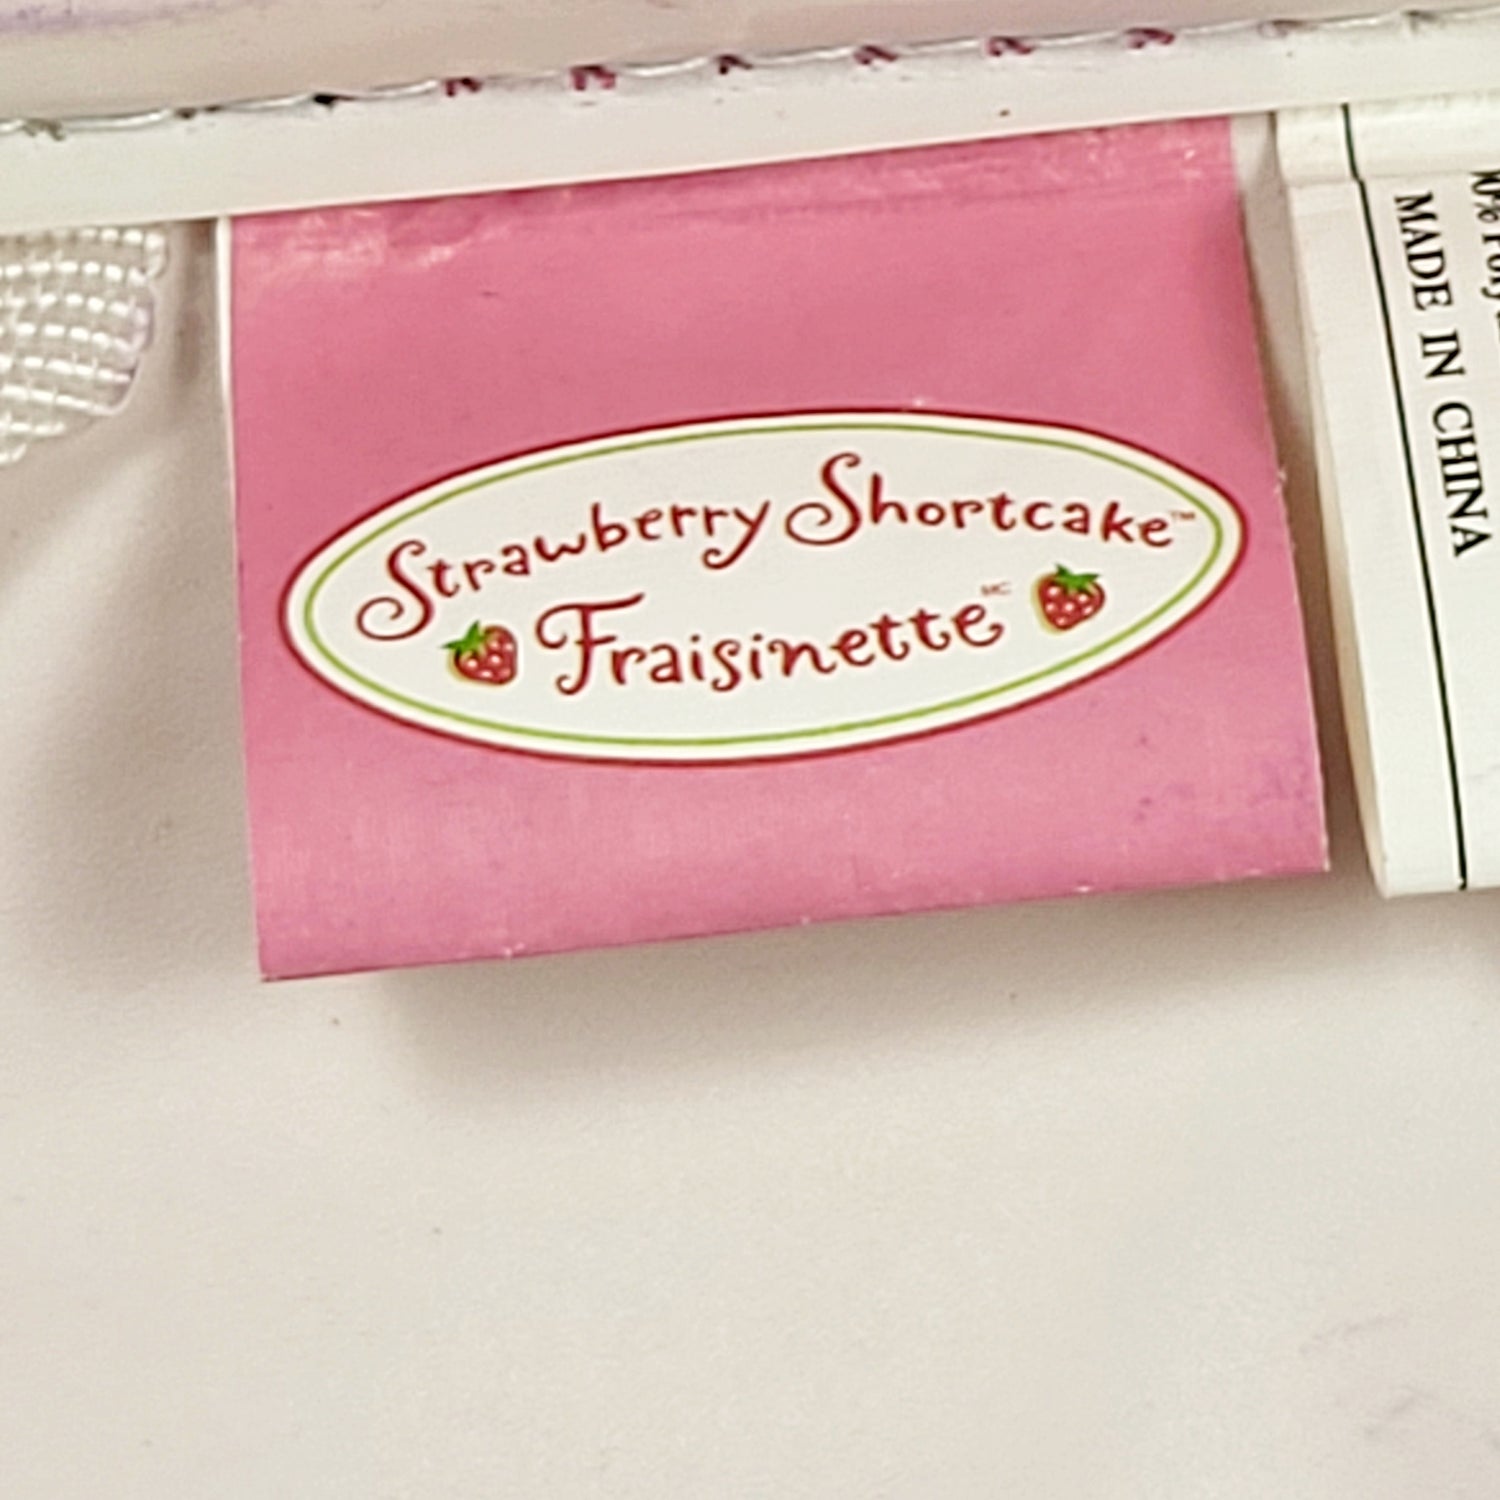 Strawberry Shortcake™
Fraisinette MC
MADE IN CHINA